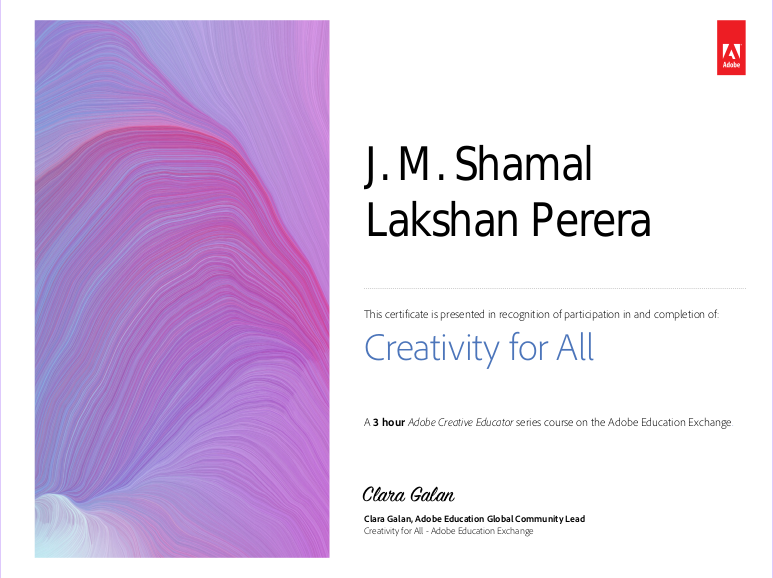 Adobe
J. M. Shamal
Lakshan Perera
This certificate is presented in recognition of participation in and completion of:
Creativity for All
A 3 hour Adobe Creative Educator series course on the Adobe Education Exchange.
Clara Galan
Clara Galan, Adobe Education Global Community Lead
Creativity for All - Adobe Education Exchange